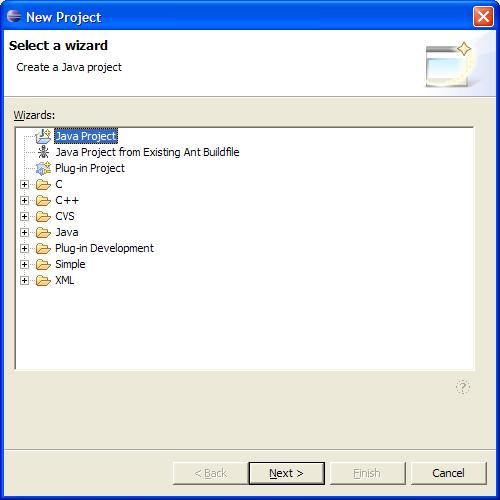 New Project
Select a wizard
Create a Java project
Wizards:
Java Project
Java Project from Existing Ant Buildfile
Plug-in Project
C
C++
CVS
Java
Plug-in Development
Simple
XML
?
< Back Next > Finish Cancel